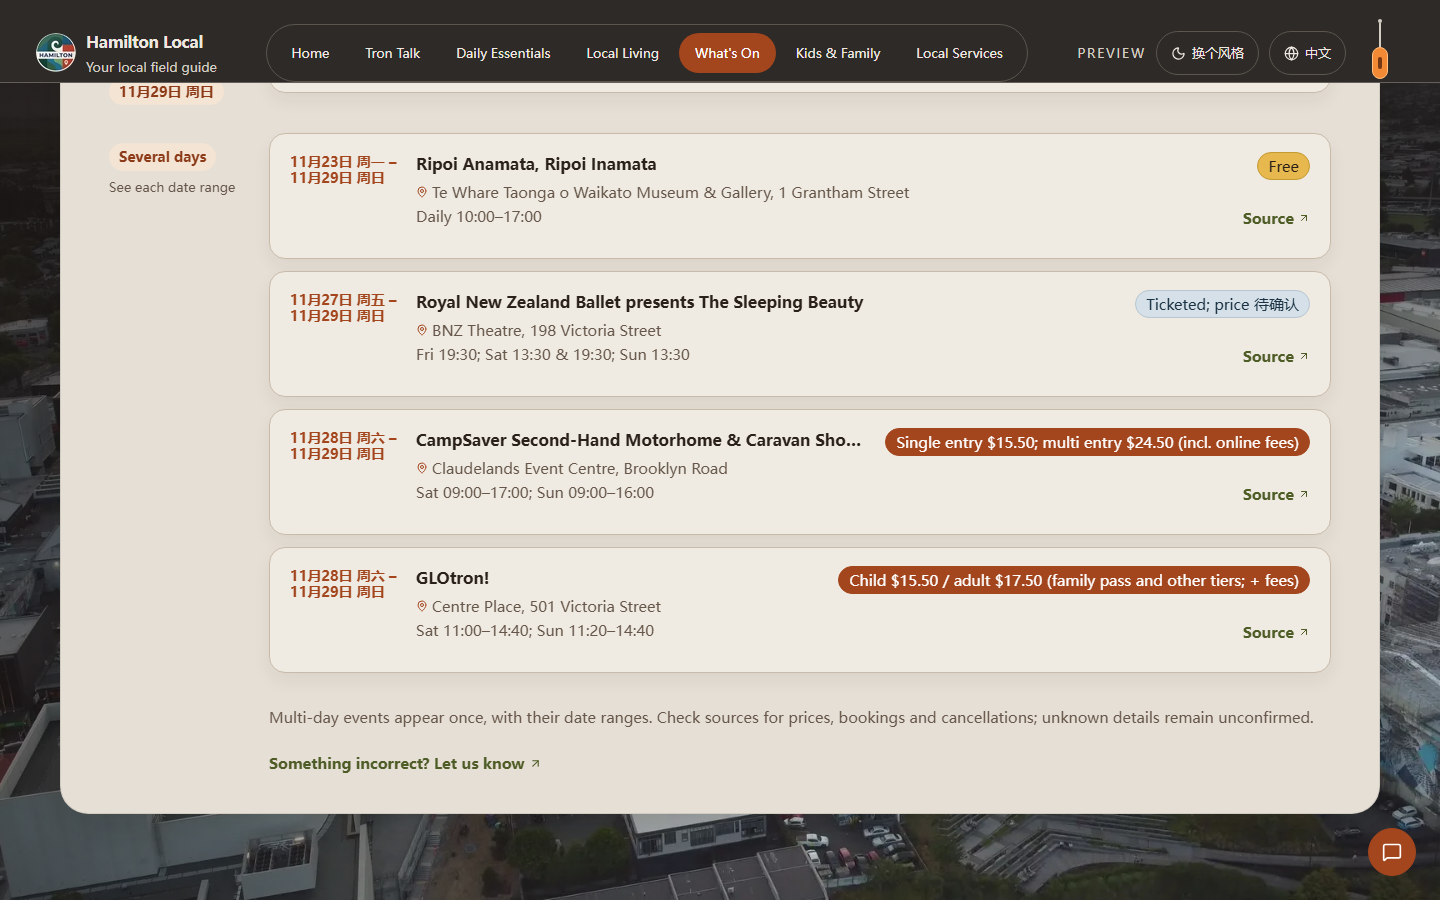 Hamilton Local
Your local field guide
Home
Tron Talk
Daily Essentials
Local Living
What's On
Kids & Family
Local Services
PREVIEW
换个风格
中文
11月29日 周日
Several days
See each date range
11月23日 周一 –
11月29日 周日
Ripoi Anamata, Ripoi Inamata
Te Whare Taonga o Waikato Museum & Gallery, 1 Grantham Street
Daily 10:00–17:00
Free
Source
11月27日 周五 –
11月29日 周日
Royal New Zealand Ballet presents The Sleeping Beauty
BNZ Theatre, 198 Victoria Street
Fri 19:30; Sat 13:30 & 19:30; Sun 13:30
Ticketed; price 待确认
Source
11月28日 周六 –
11月29日 周日
CampSaver Second-Hand Motorhome & Caravan Sho...
Claudelands Event Centre, Brooklyn Road
Sat 09:00–17:00; Sun 09:00–16:00
Single entry $15.50; multi entry $24.50 (incl. online fees)
Source
11月28日 周六 –
11月29日 周日
GLOtron!
Centre Place, 501 Victoria Street
Sat 11:00–14:40; Sun 11:20–14:40
Child $15.50 / adult $17.50 (family pass and other tiers; + fees)
Source
Multi-day events appear once, with their date ranges. Check sources for prices, bookings and cancellations; unknown details remain unconfirmed.
Something incorrect? Let us know
HAMILTON